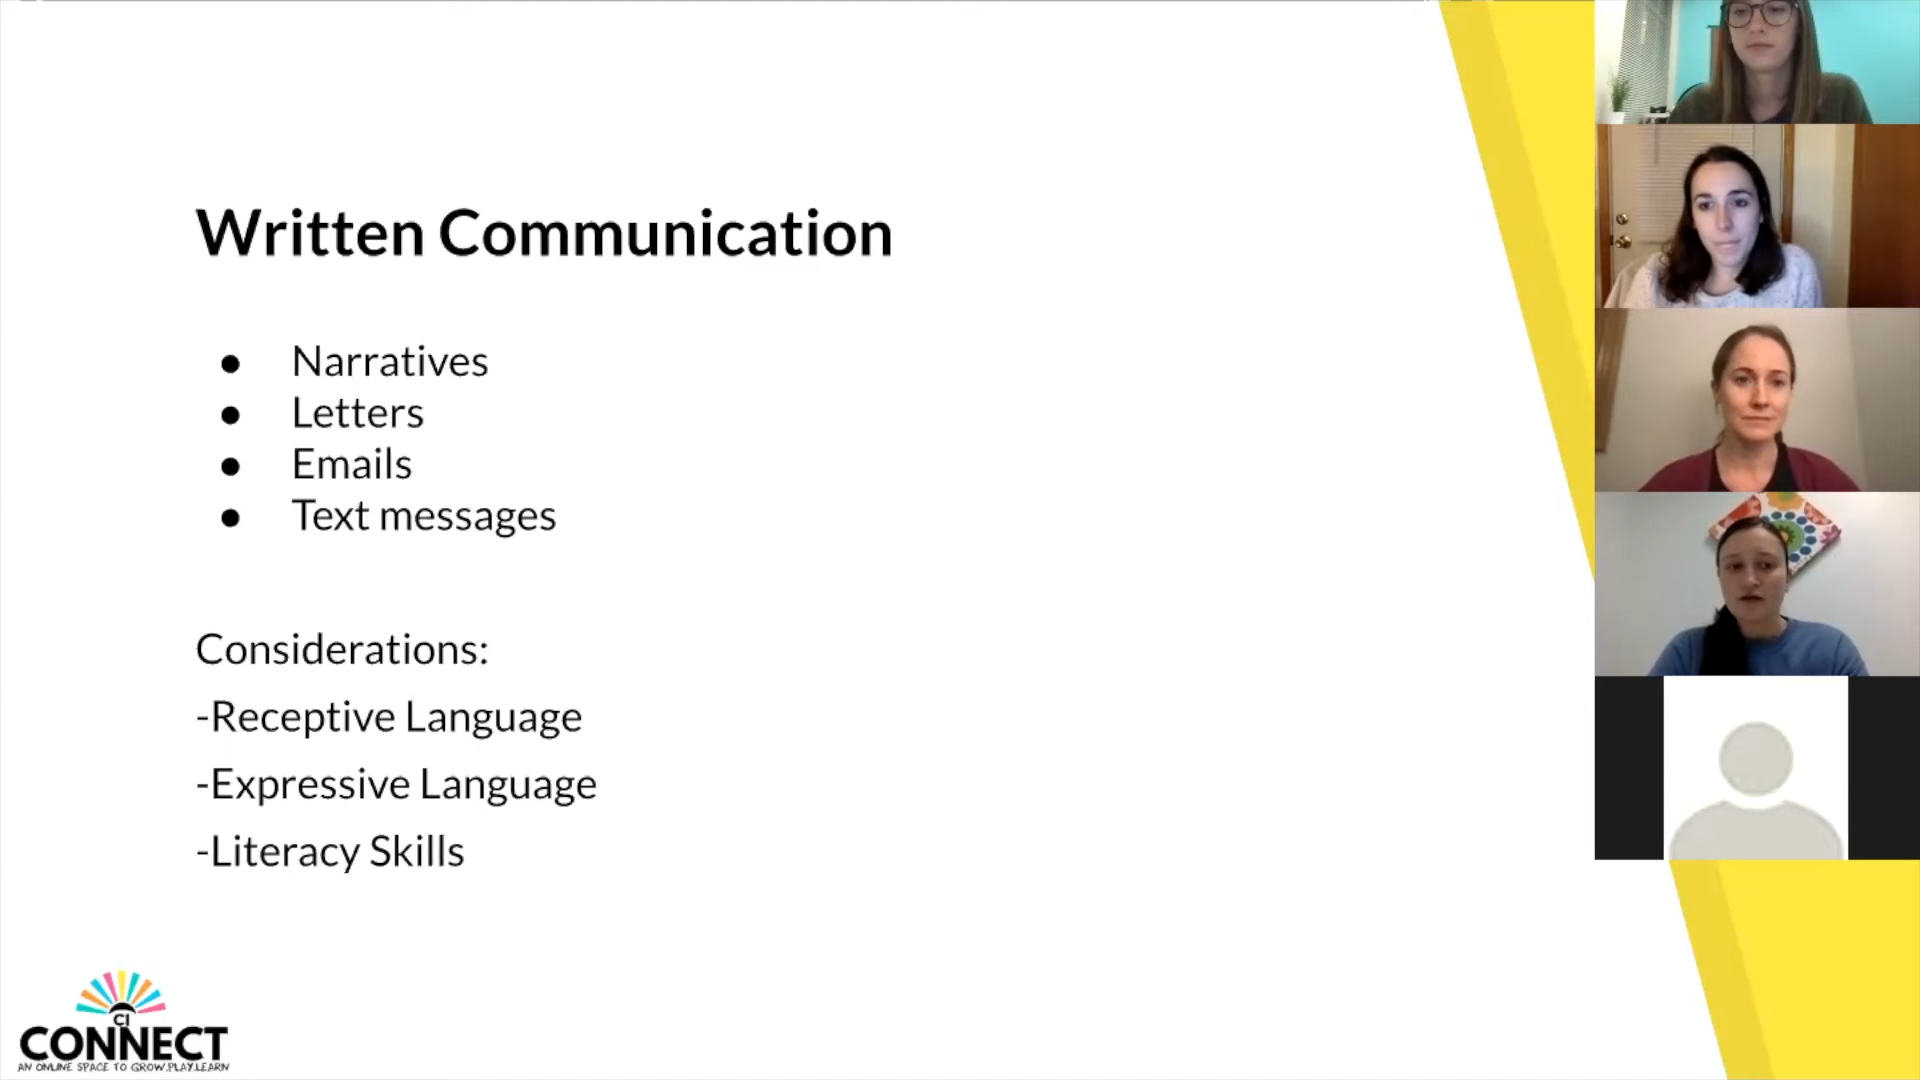 Written Communication
● Narratives
● Letters
● Emails
● Text messages
Considerations:
-Receptive Language
-Expressive Language
-Literacy Skills
CI
CONNECT
AN ONLINE SPACE TO GROW.PLAY.LEARN